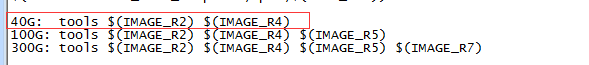 40G:  tools $(IMAGE_R2) $(IMAGE_R4)
100G: tools $(IMAGE_R2) $(IMAGE_R4) $(IMAGE_R5)
300G: tools $(IMAGE_R2) $(IMAGE_R4) $(IMAGE_R5) $(IMAGE_R7)